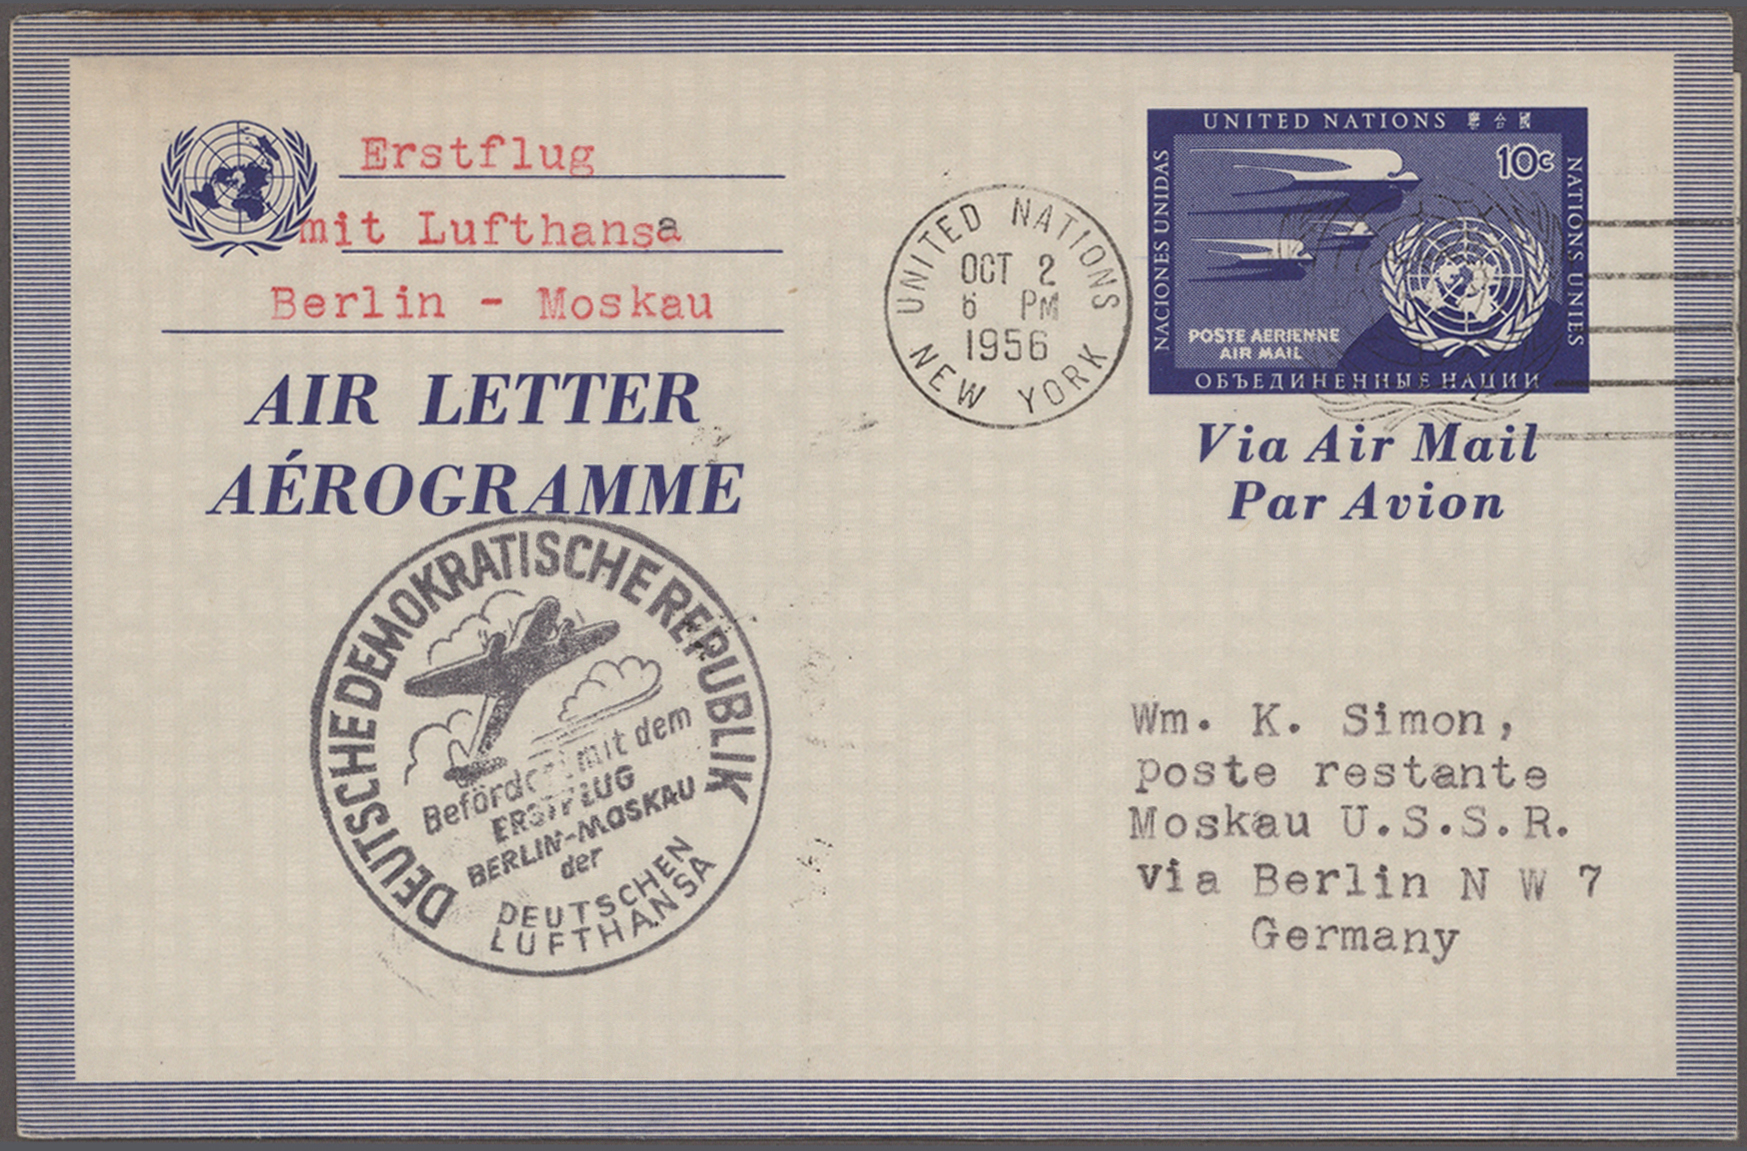 Erstflug
mit Lufthansa
Berlin - Moskau
AIR LETTER
AÉROGRAMME
UNITED NATIONS
NEW YORK
OCT 2
6 PM
1956
UNITED NATIONS 聯合國
NACIONES UNIDAS
10c
NATIONS UNIES
POSTE AERIENNE
AIR MAIL
ОБЪЕДИНЕННЫЕ НАЦИИ
Via Air Mail
Par Avion
DEUTSCHE DEMOKRATISCHE REPUBLIK
mit dem
ERSTFLUG
BERLIN-MOSKAU
der
DEUTSCHEN
LUFTHANSA
Wm. K. Simon,
poste restante
Moskau U.S.S.R.
via Berlin N W 7
Germany